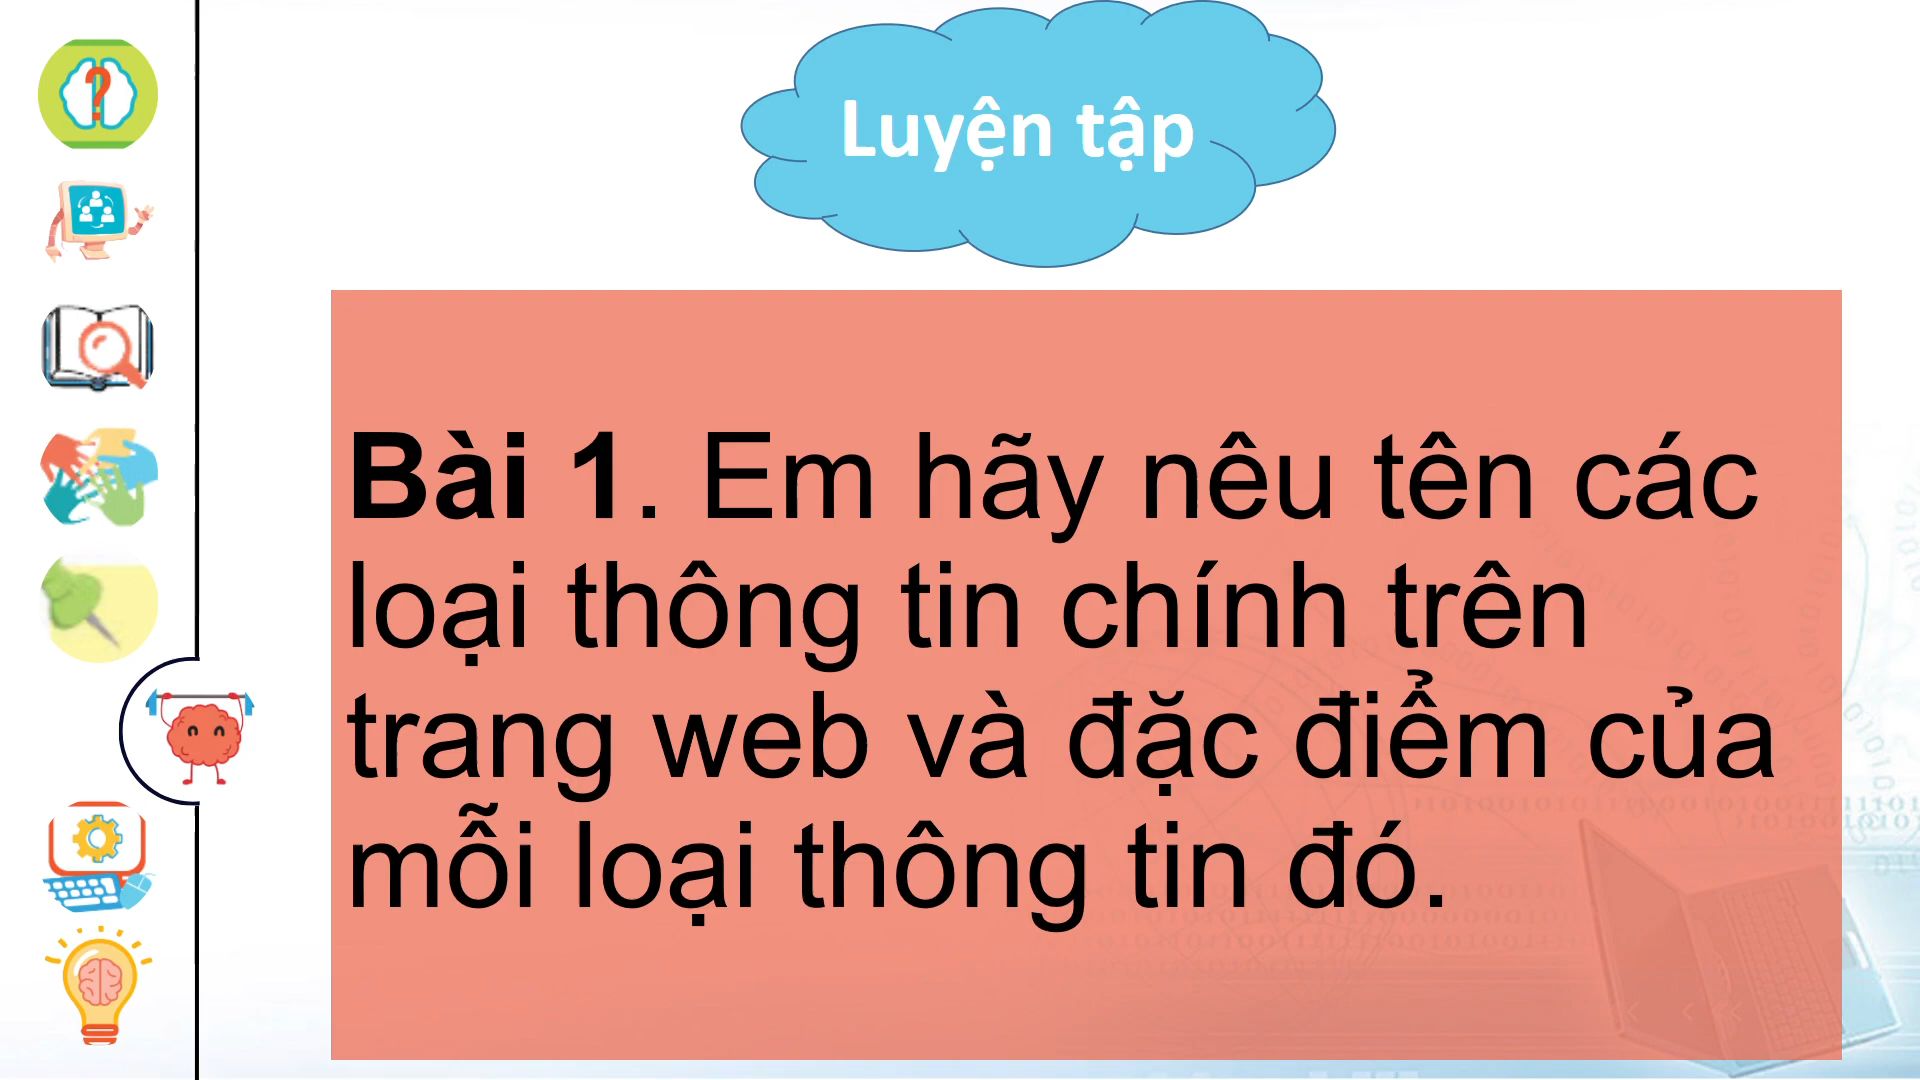 Luyện tập
Bài 1. Em hãy nêu tên các
loại thông tin chính trên
trang web và đặc điểm của
mỗi loại thông tin đó.